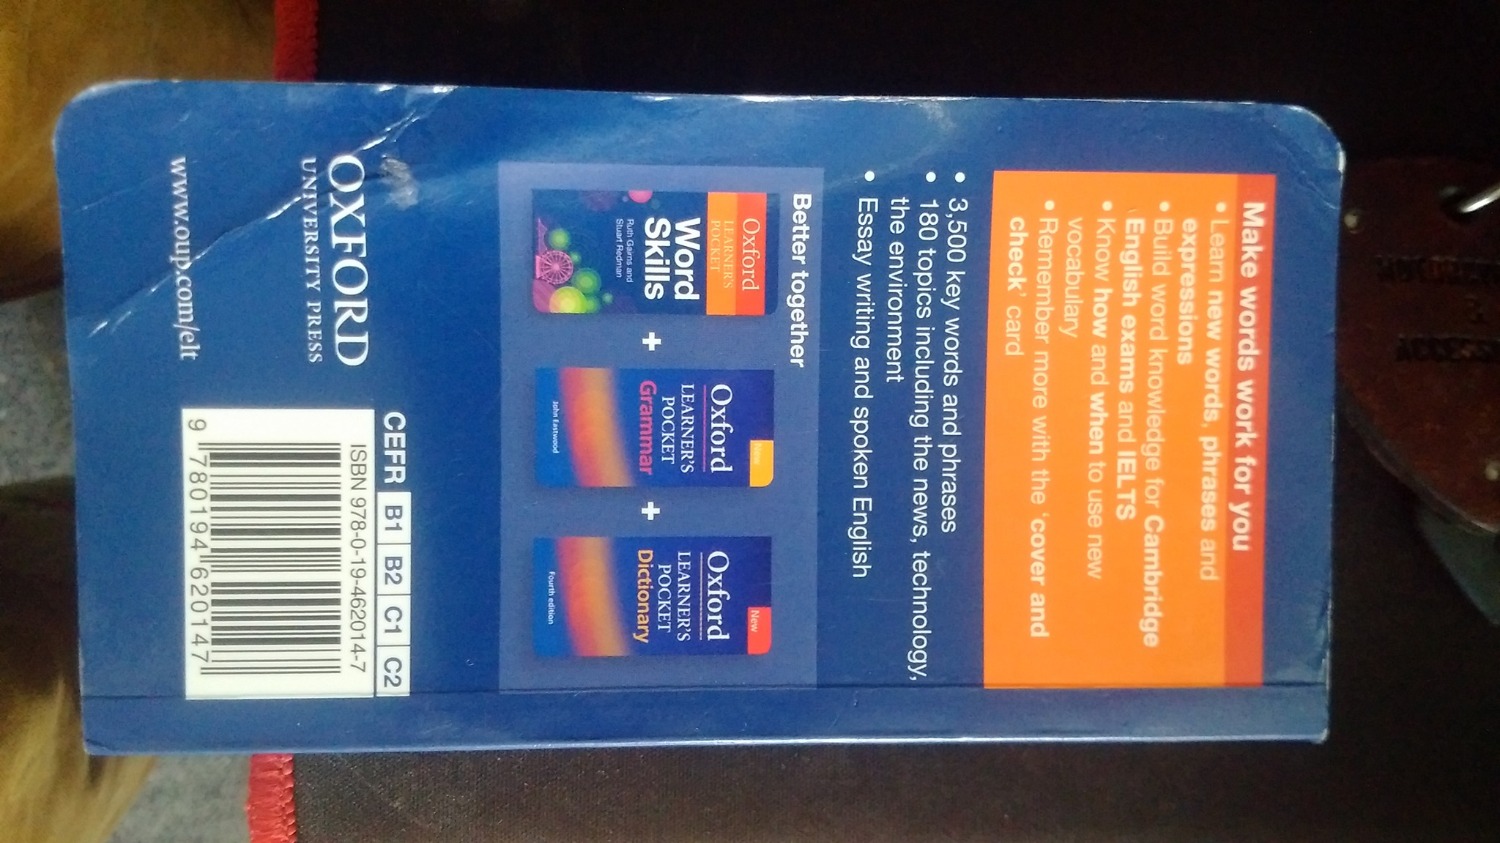 Make words work for you
• Learn new words, phrases and
expressions
• Build word knowledge for Cambridge
English exams and IELTS
• Know how and when to use new
vocabulary
• Remember more with the 'cover and
check' card
• 3,500 key words and phrases
• 180 topics including the news, technology,
the environment
• Essay writing and spoken English
Better together
Oxford
LEARNER'S
POCKET
Word
Skills
Ruth Gairns and
Stuart Redman
+
New
Oxford
LEARNER'S
POCKET
Grammar
John Eastwood
+
New
Oxford
LEARNER'S
POCKET
Dictionary
Fourth edition
OXFORD
UNIVERSITY PRESS
www.oup.com/elt
CEFR B1 B2 C1 C2
ISBN 978-0-19-462014-7
9 780194 620147